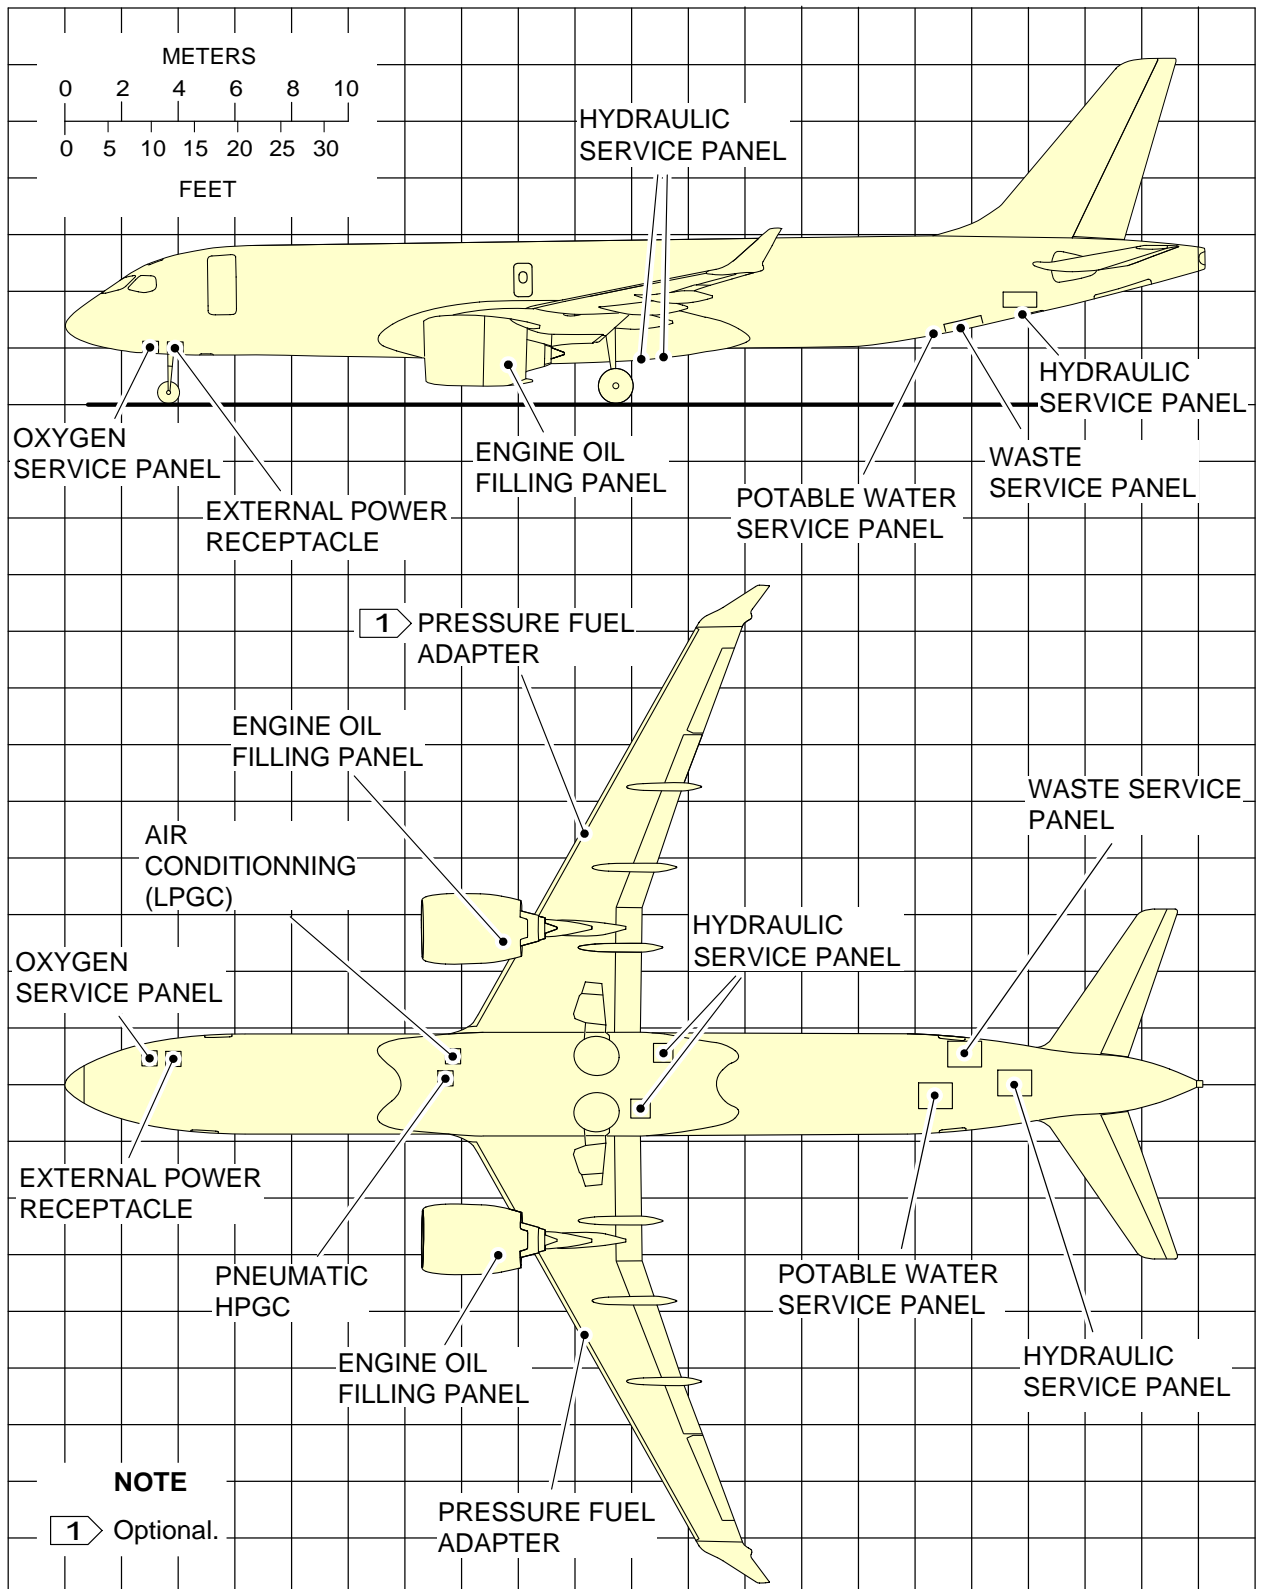 METERS
0 2 4 6 8 10
0 5 10 15 20 25 30
FEET
HYDRAULIC
SERVICE PANEL
HYDRAULIC
SERVICE PANEL
OXYGEN
SERVICE PANEL
ENGINE OIL
FILLING PANEL
WASTE
SERVICE PANEL
EXTERNAL POWER
RECEPTACLE
POTABLE WATER
SERVICE PANEL
1 PRESSURE FUEL
ADAPTER
ENGINE OIL
FILLING PANEL
WASTE SERVICE
PANEL
AIR
CONDITIONNING
(LPGC)
HYDRAULIC
SERVICE PANEL
OXYGEN
SERVICE PANEL
EXTERNAL POWER
RECEPTACLE
PNEUMATIC
HPGC
POTABLE WATER
SERVICE PANEL
ENGINE OIL
FILLING PANEL
HYDRAULIC
SERVICE PANEL
NOTE
1 Optional.
PRESSURE FUEL
ADAPTER